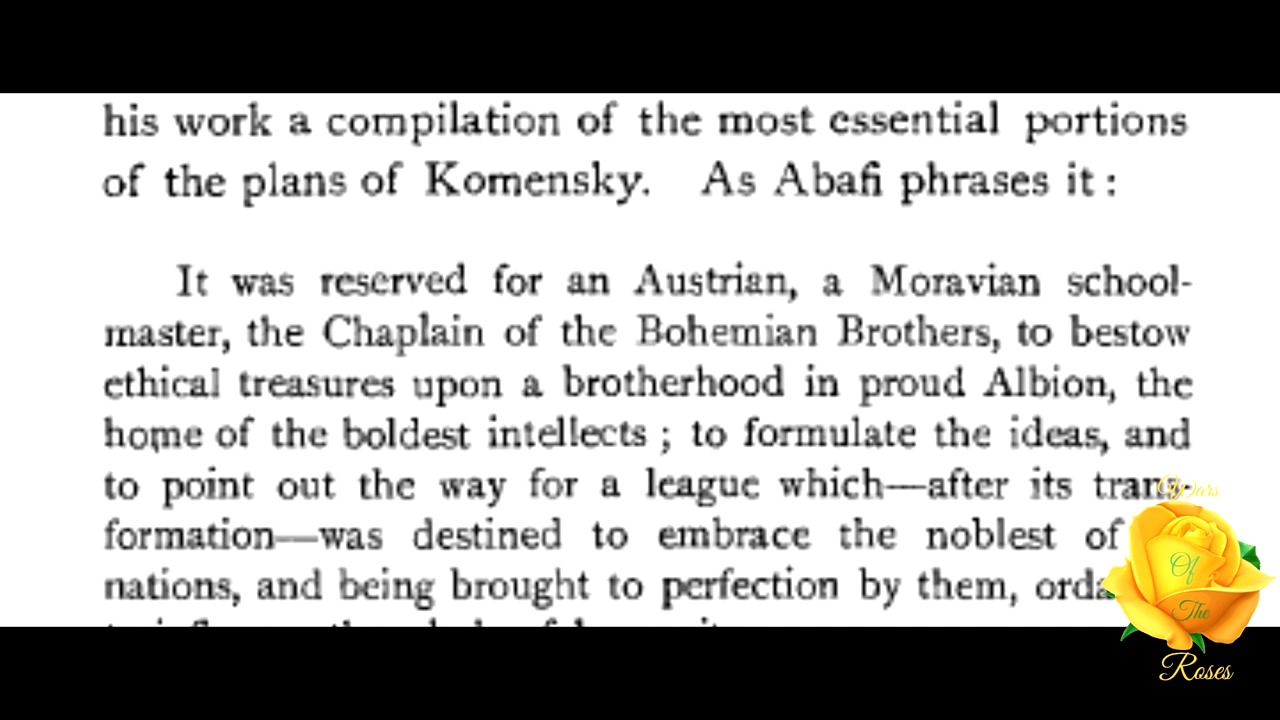 his work a compilation of the most essential portions
of the plans of Komensky. As Abafi phrases it :
It was reserved for an Austrian, a Moravian school-
master, the Chaplain of the Bohemian Brothers, to bestow
ethical treasures upon a brotherhood in proud Albion, the
home of the boldest intellects ; to formulate the ideas, and
to point out the way for a league which—after its trans-
formation—was destined to embrace the noblest of
nations, and being brought to perfection by them,
Wars
Of
The
Roses